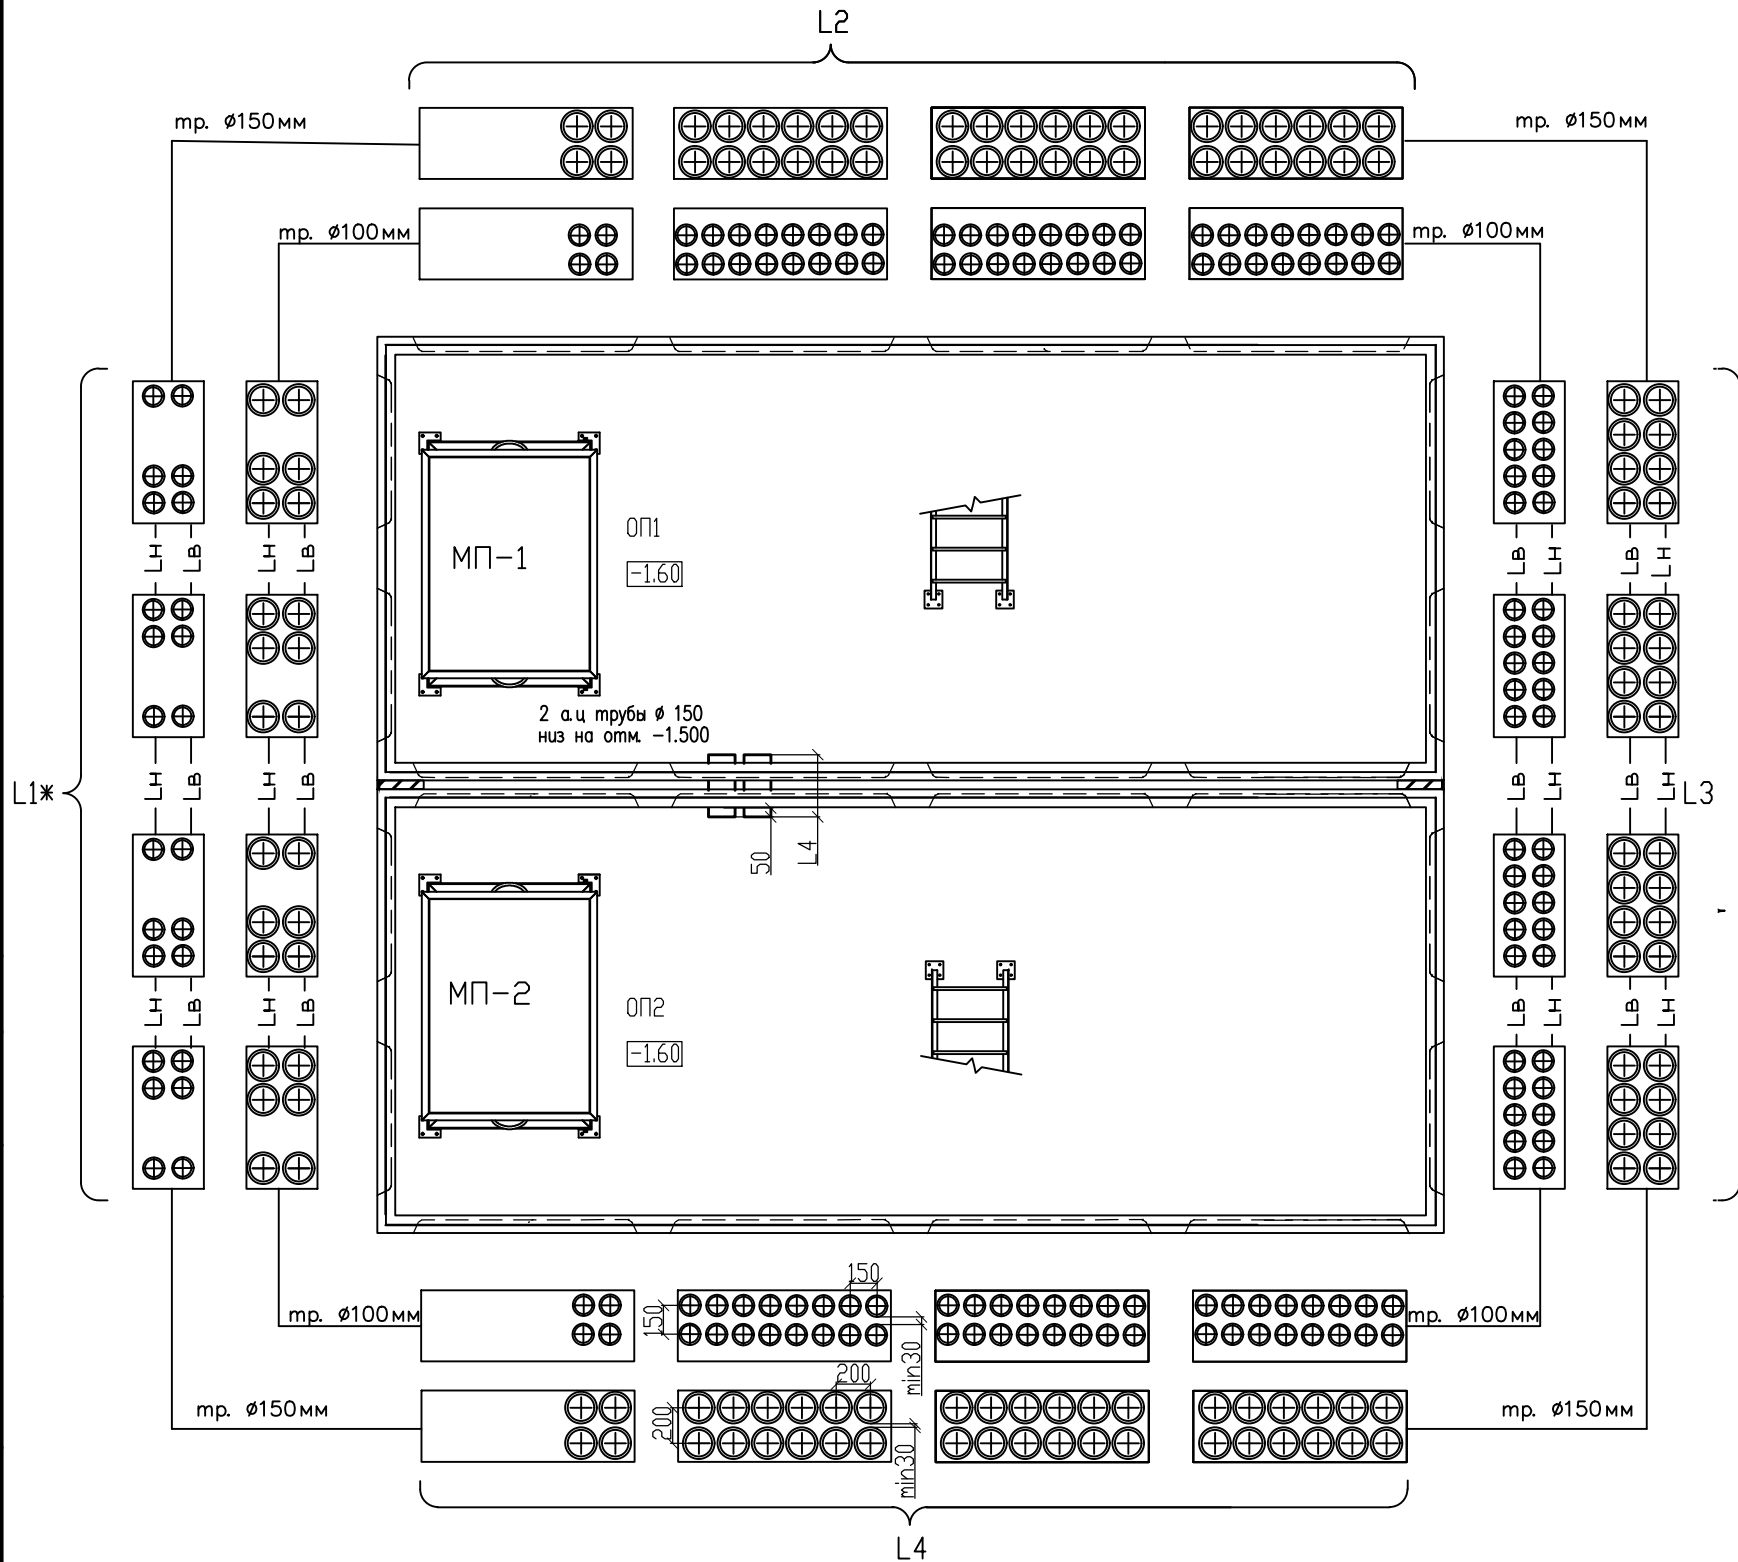 L2
тр. Ø150мм
тр. Ø150мм
тр. Ø100мм
тр. Ø100мм
LН
LВ
LН
LВ
ОП1
МП-1
-1.60
LВ
LН
LВ
LН
2 а.ц трубы Ø 150
низ на отм. -1.500
L1*
LН
LВ
LН
LВ
LВ
LН
LВ
LН
L3
50
L4
МП-2
ОП2
-1.60
LН
LВ
LН
LВ
LВ
LН
LВ
LН
150
150
тр. Ø100мм
тр. Ø100мм
min30
200
200
тр. Ø150мм
тр. Ø150мм
min30
L4